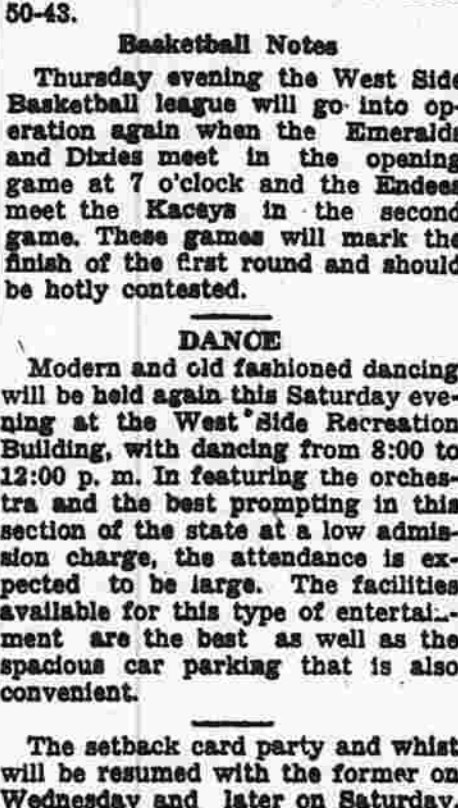 50-43.
Basketball Notes
Thursday evening the West Side
Basketball league will go into op-
eration again when the Emeralds
and Dixies meet in the opening
game at 7 o'clock and the Endees
meet the Kaceys in the second
game. These games will mark the
finish of the first round and should
be hotly contested.
DANCE
Modern and old fashioned dancing
will be held again this Saturday eve-
ning at the West Side Recreation
Building, with dancing from 8:00 to
12:00 p. m. In featuring the orches-
tra and the best prompting in this
section of the state at a low admis-
sion charge, the attendance is ex-
pected to be large. The facilities
available for this type of entertain-
ment are the best as well as the
spacious car parking that is also
convenient.
The setback card party and whist
will be resumed with the former on
Wednesday and later on Saturday